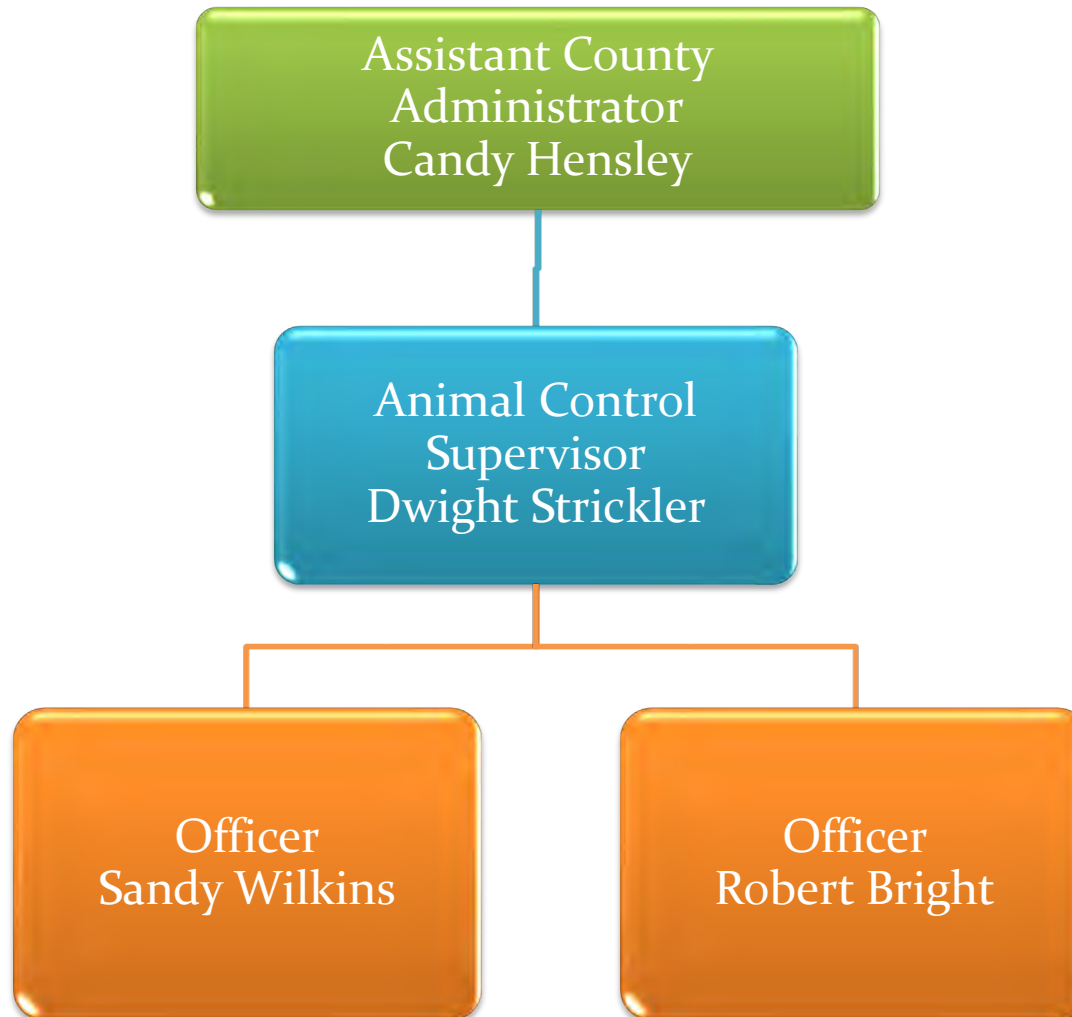 Assistant County
Administrator
Candy Hensley
Animal Control
Supervisor
Dwight Strickler
Officer
Sandy Wilkins
Officer
Robert Bright